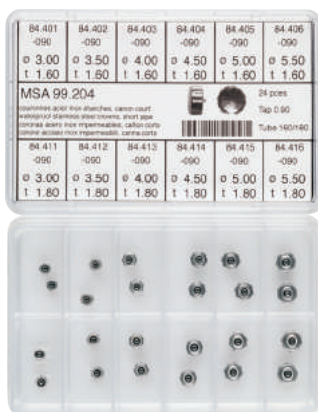 84.401 84.402 84.403 84.404 84.405 84.406
-090 -090 -090 -090 -090 -090
ø 3.00 ø 3.50 ø 4.00 ø 4.50 ø 5.00 ø 5.50
t 1.60 t 1.60 t 1.60 t 1.60 t 1.60 t 1.60
MSA 99.204
24 pces
couronnes acier inox étanches, canon court
waterproof stainless steel crowns, short pipe
Tap 0.90
coronas acero inox impermeables, cañon corto
corone acciaio inox impermeabili, canna corta
Tube 160/180
84.411 84.412 84.413 84.414 84.415 84.416
-090 -090 -090 -090 -090 -090
ø 3.00 ø 3.50 ø 4.00 ø 4.50 ø 5.00 ø 5.50
t 1.80 t 1.80 t 1.80 t 1.80 t 1.80 t 1.80